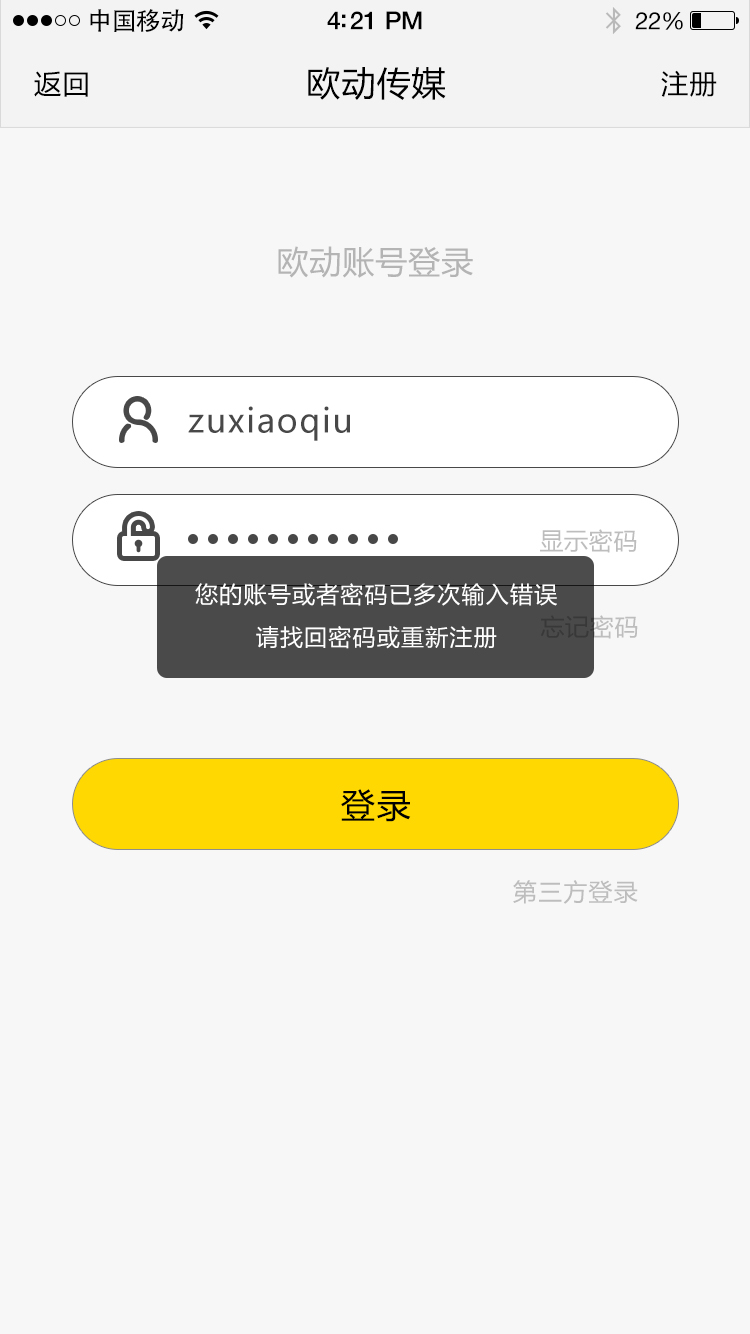 中国移动 4:21 PM 22%
返回 欧动传媒 注册
欧动账号登录
zuxiaoqiu
●●●●●●●●●●● 显示密码
您的账号或者密码已多次输入错误
请找回密码或重新注册
忘记密码
登录
第三方登录